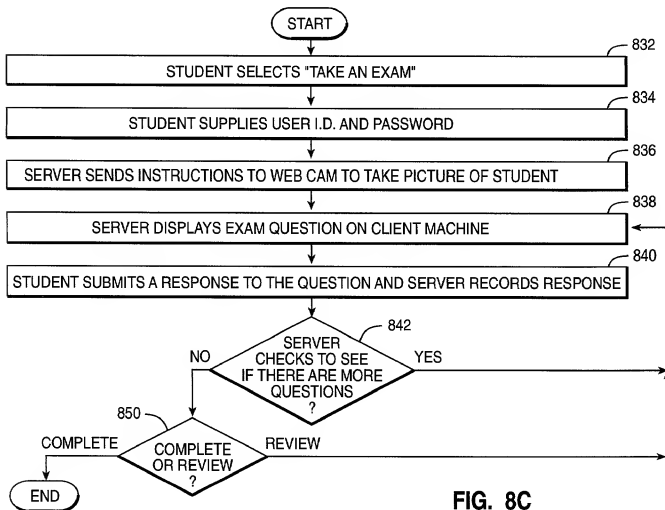 START
832
STUDENT SELECTS "TAKE AN EXAM"
834
STUDENT SUPPLIES USER I.D. AND PASSWORD
836
SERVER SENDS INSTRUCTIONS TO WEB CAM TO TAKE PICTURE OF STUDENT
838
SERVER DISPLAYS EXAM QUESTION ON CLIENT MACHINE
840
STUDENT SUBMITS A RESPONSE TO THE QUESTION AND SERVER RECORDS RESPONSE
842
SERVER
CHECKS TO SEE
IF THERE ARE MORE
QUESTIONS
?
NO
YES
850
COMPLETE
OR REVIEW
?
COMPLETE
REVIEW
END
FIG. 8C